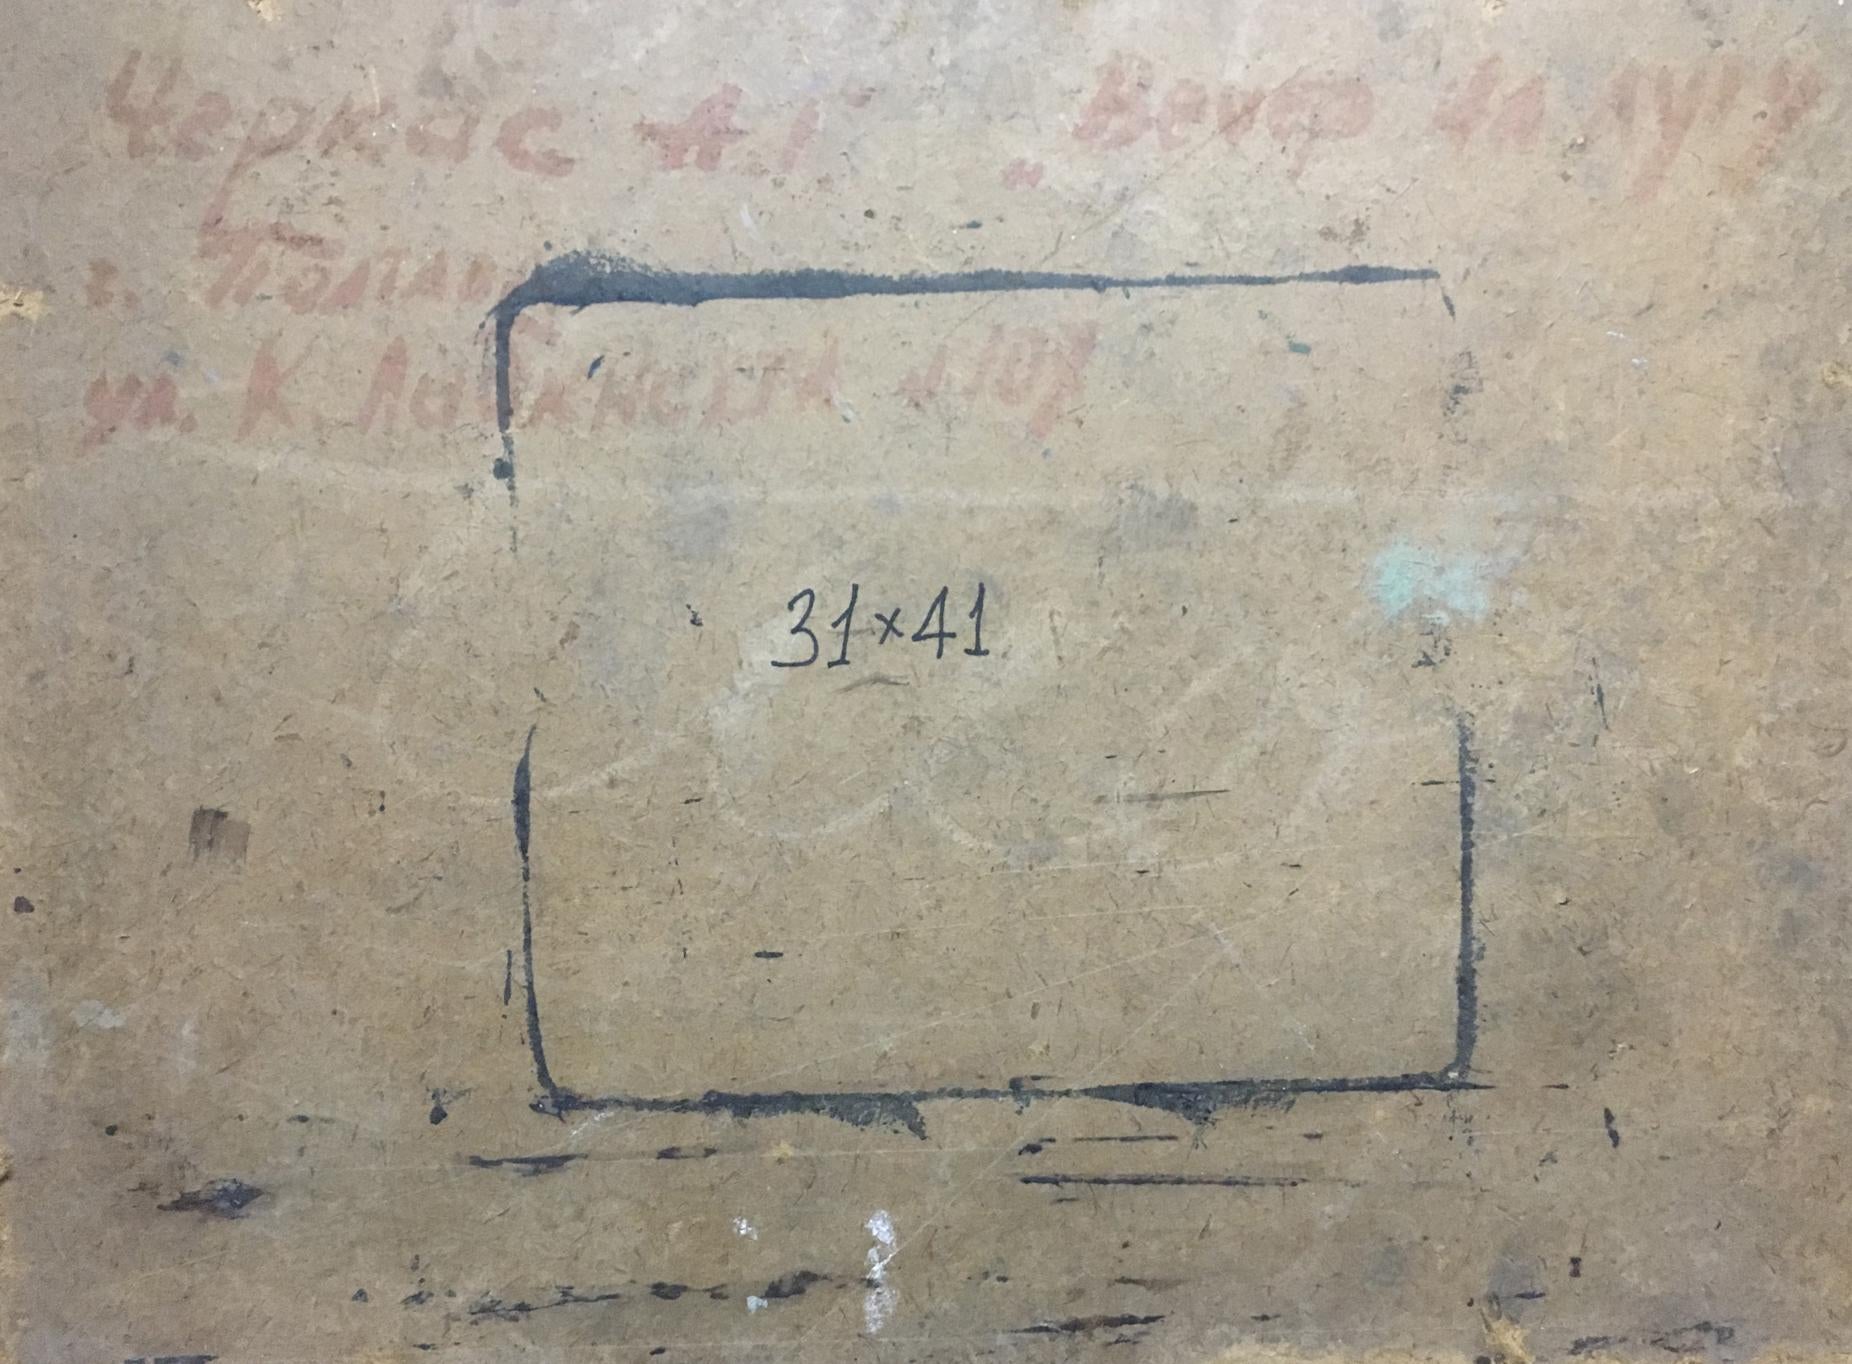 Черкас А.Г. „Вечер на лугу
г. Полтава
ул. К. Либкнехта
31×41